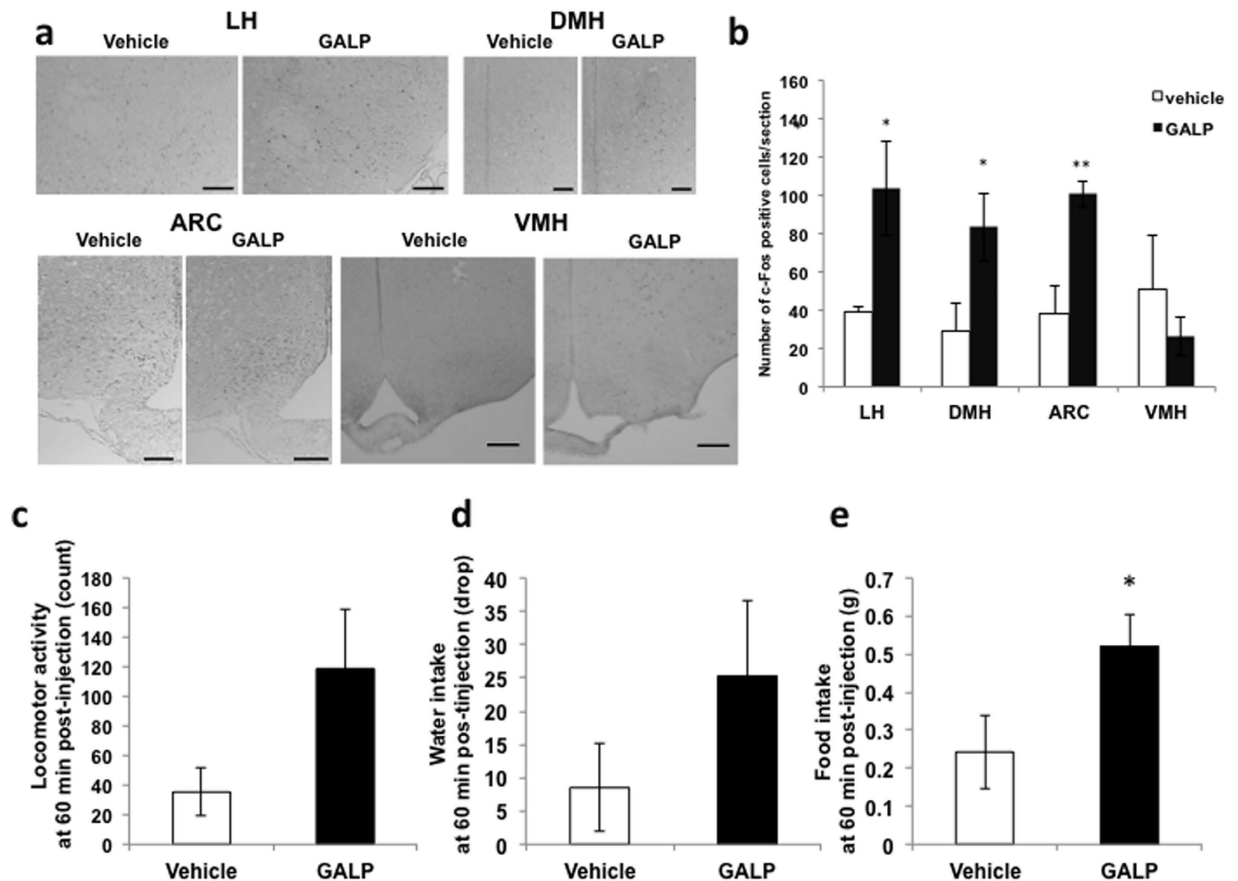 a
LH
DMH
Vehicle GALP Vehicle GALP
ARC
VMH
Vehicle GALP Vehicle GALP
b
Number of c-Fos positive cells/section
160
140
120
100
80
60
40
20
0
vehicle
GALP
* * **
LH DMH ARC VMH
c
Locomotor activity
at 60 min post-injection (count)
180
160
140
120
100
80
60
40
20
0
Vehicle GALP
d
Water intake
at 60 min pos-tinjection (drop)
40
35
30
25
20
15
10
5
0
Vehicle GALP
e
Food intake
at 60 min post-injection (g)
0.7
0.6
0.5
0.4
0.3
0.2
0.1
0
*
Vehicle GALP